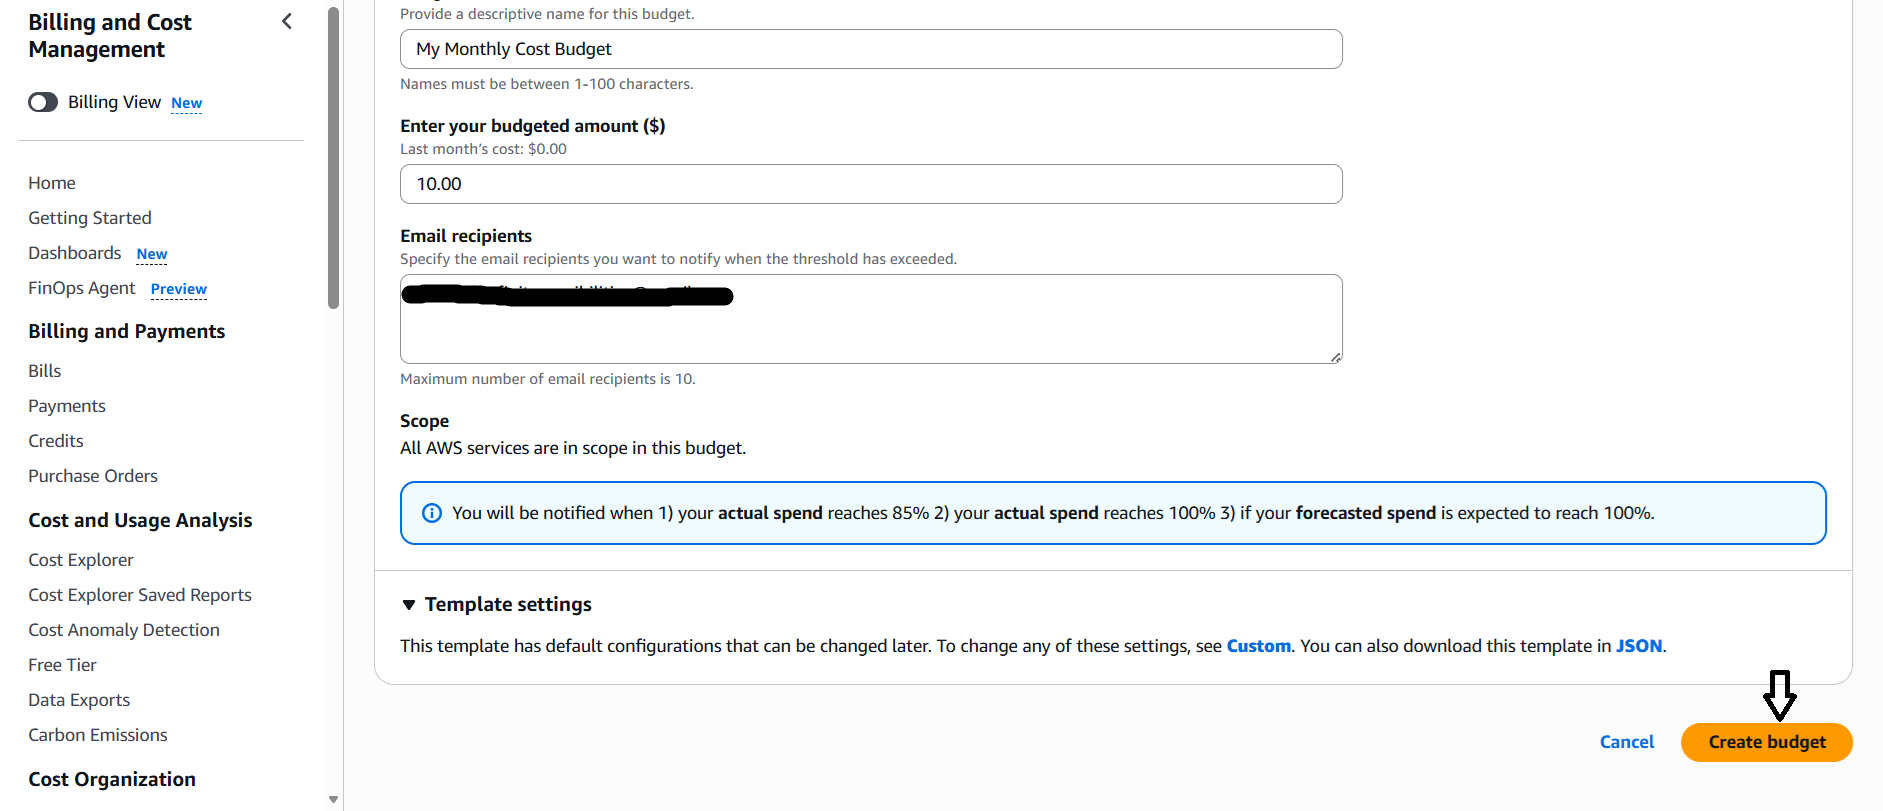 Billing and Cost
Management
Billing View New
Home
Getting Started
Dashboards New
FinOps Agent Preview
Billing and Payments
Bills
Payments
Credits
Purchase Orders
Cost and Usage Analysis
Cost Explorer
Cost Explorer Saved Reports
Cost Anomaly Detection
Free Tier
Data Exports
Carbon Emissions
Cost Organization
Provide a descriptive name for this budget.
My Monthly Cost Budget
Names must be between 1-100 characters.
Enter your budgeted amount ($)
Last month's cost: $0.00
10.00
Email recipients
Specify the email recipients you want to notify when the threshold has exceeded.
Maximum number of email recipients is 10.
Scope
All AWS services are in scope in this budget.
You will be notified when 1) your actual spend reaches 85% 2) your actual spend reaches 100% 3) if your forecasted spend is expected to reach 100%.
Template settings
This template has default configurations that can be changed later. To change any of these settings, see Custom. You can also download this template in JSON.
Cancel
Create budget